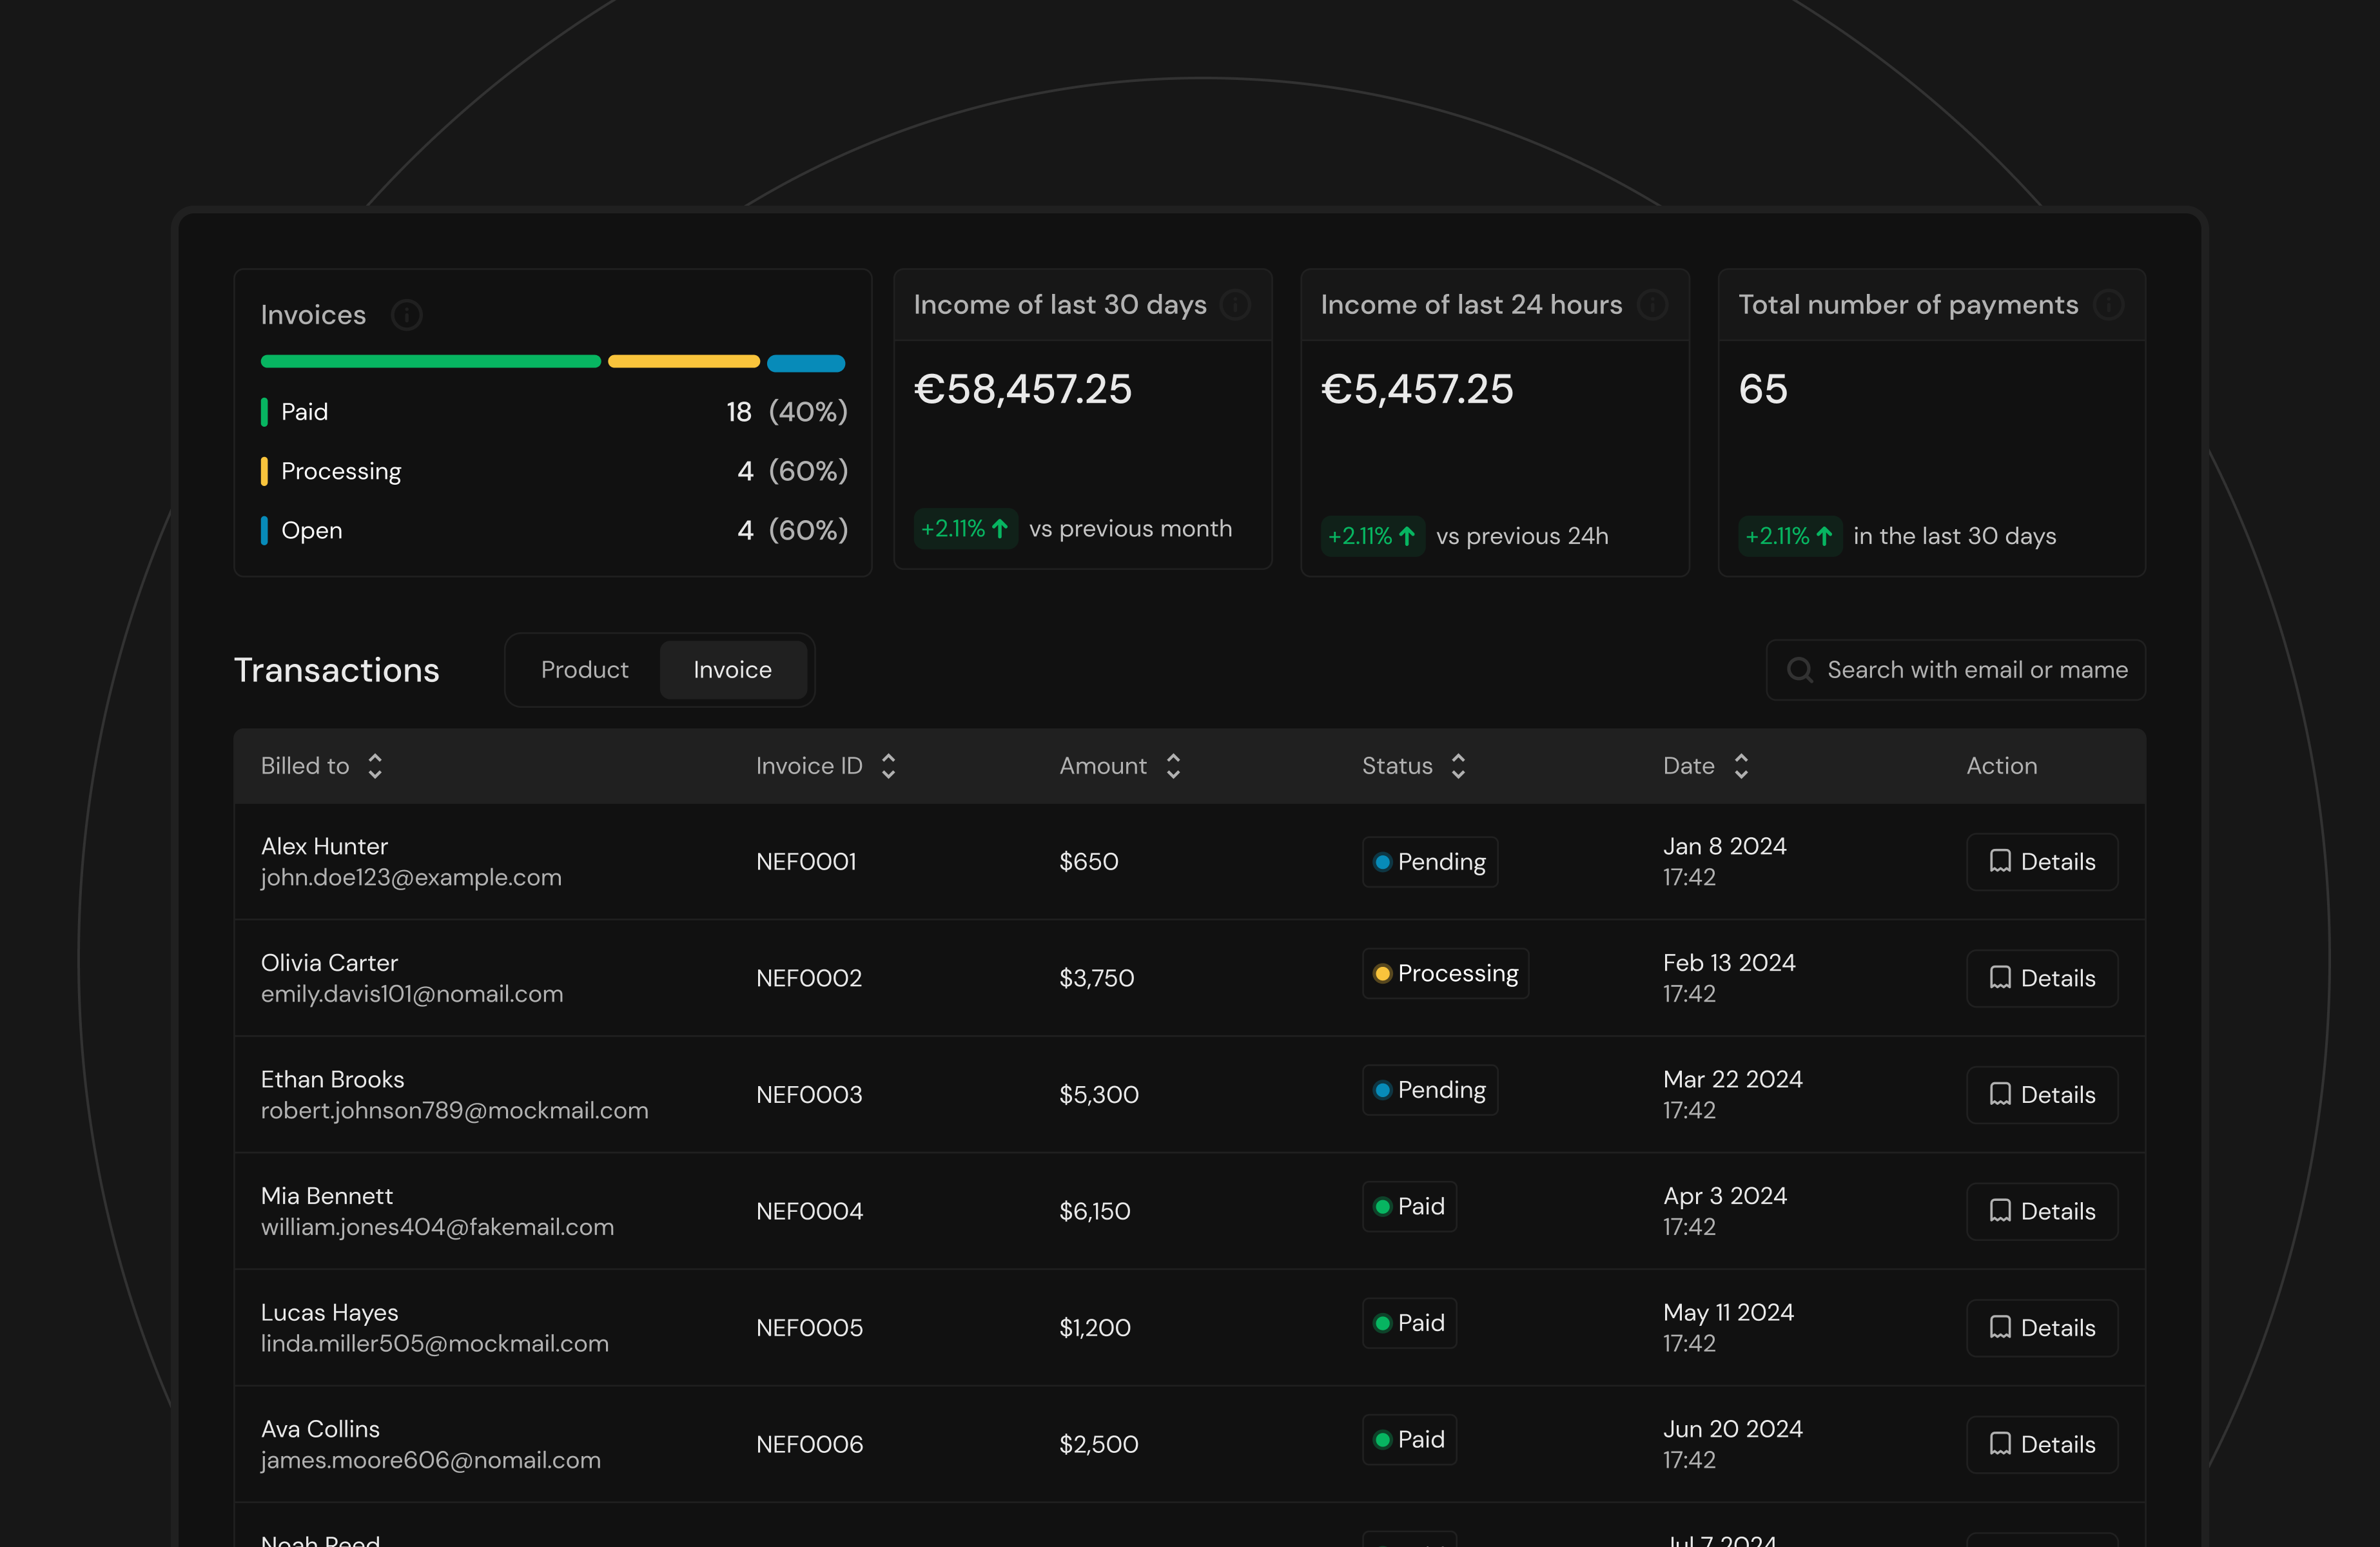 Invoices
Paid 18 (40%)
Processing 4 (60%)
Open 4 (60%)
Income of last 30 days
€58,457.25
+2.11% vs previous month
Income of last 24 hours
€5,457.25
+2.11% vs previous 24h
Total number of payments
65
+2.11% in the last 30 days
Transactions
Product Invoice
Search with email or mame
Billed to Invoice ID Amount Status Date Action
Alex Hunter
john.doe123@example.com
NEF0001 $650 Pending
Jan 8 2024
17:42
Details
Olivia Carter
emily.davis101@nomail.com
NEF0002 $3,750 Processing
Feb 13 2024
17:42
Details
Ethan Brooks
robert.johnson789@mockmail.com
NEF0003 $5,300 Pending
Mar 22 2024
17:42
Details
Mia Bennett
william.jones404@fakemail.com
NEF0004 $6,150 Paid
Apr 3 2024
17:42
Details
Lucas Hayes
linda.miller505@mockmail.com
NEF0005 $1,200 Paid
May 11 2024
17:42
Details
Ava Collins
james.moore606@nomail.com
NEF0006 $2,500 Paid
Jun 20 2024
17:42
Details
Noah Reed
Jul 7 2024